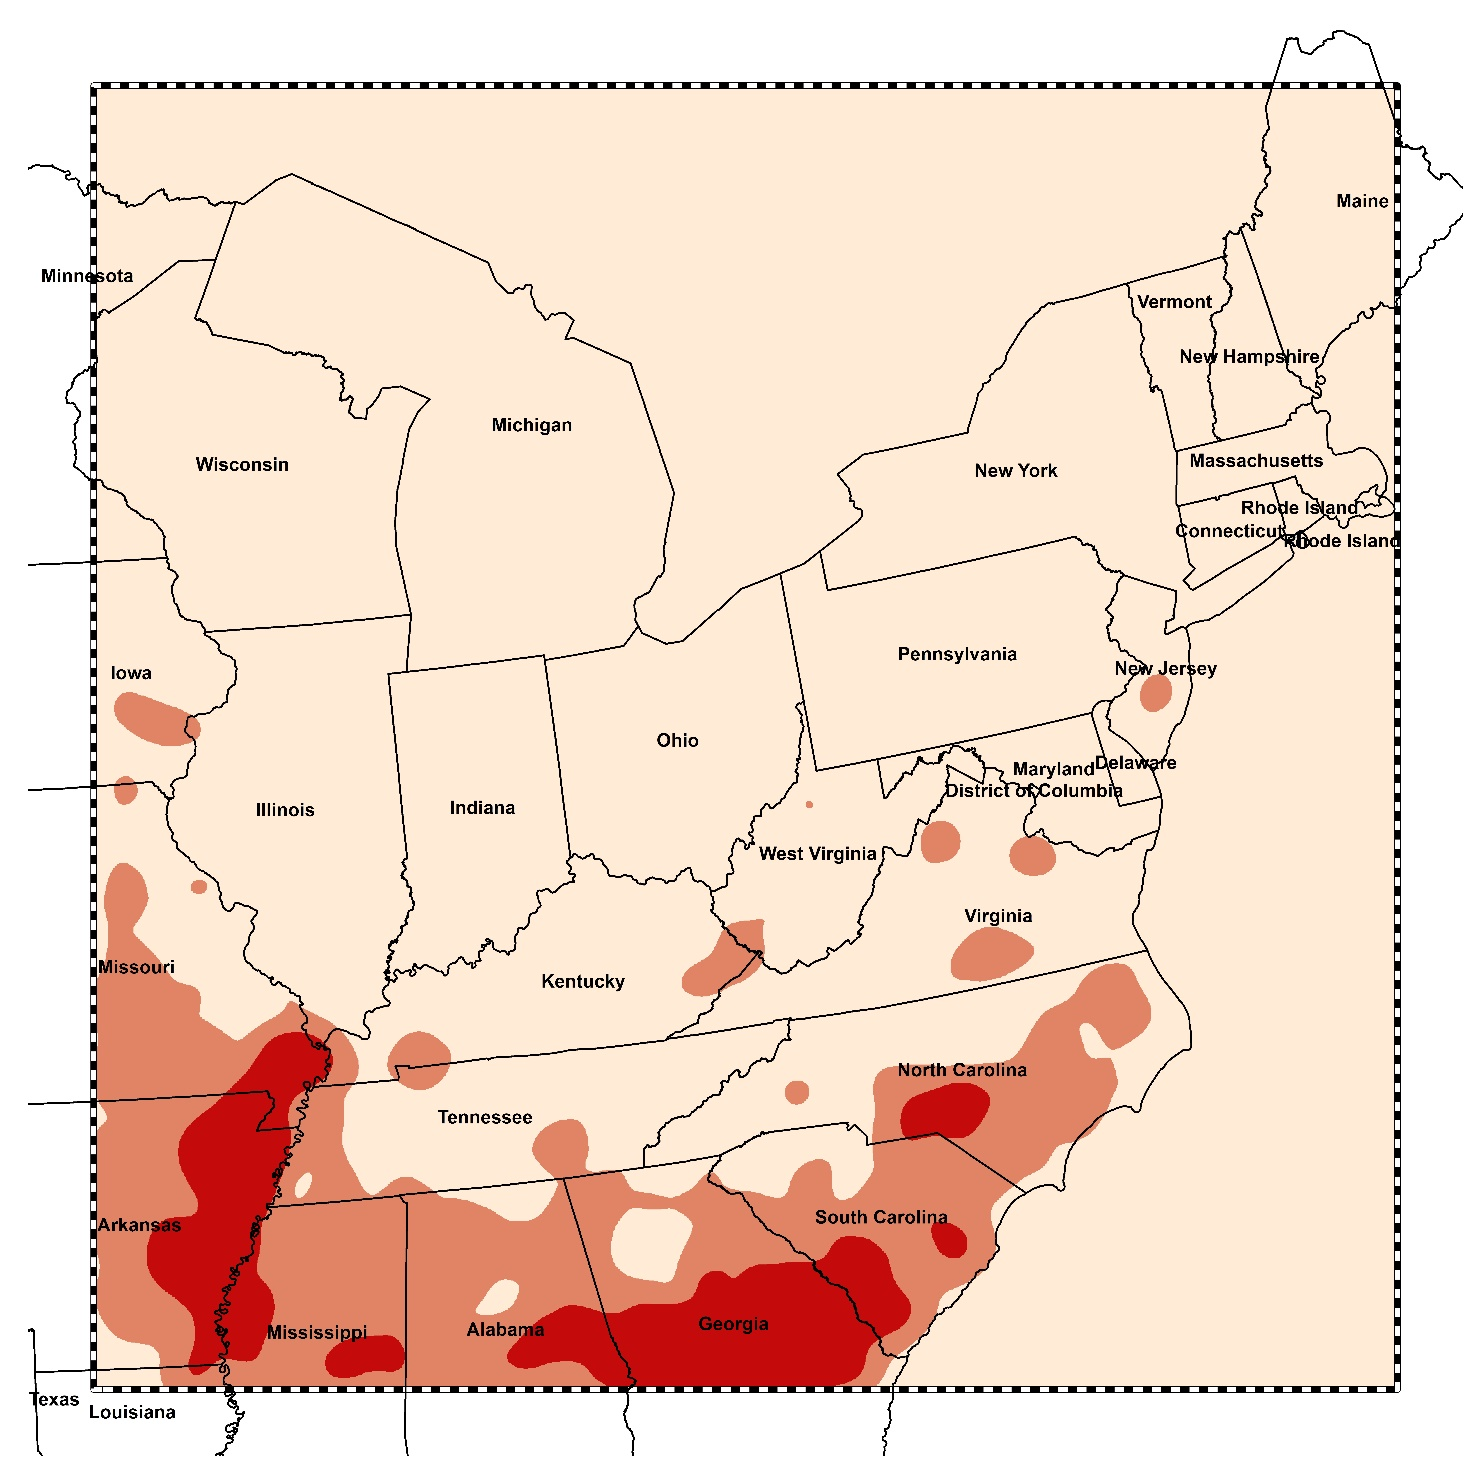 Maine
Minnesota
Vermont
New Hampshire
Michigan
Wisconsin
Massachusetts
New York
Rhode Island
Connecticut
Rhode Island
Pennsylvania
New Jersey
Iowa
Ohio
Delaware
Maryland
District of Columbia
Illinois
Indiana
West Virginia
Virginia
Missouri
Kentucky
North Carolina
Tennessee
South Carolina
Arkansas
Georgia
Alabama
Mississippi
Texas
Louisiana